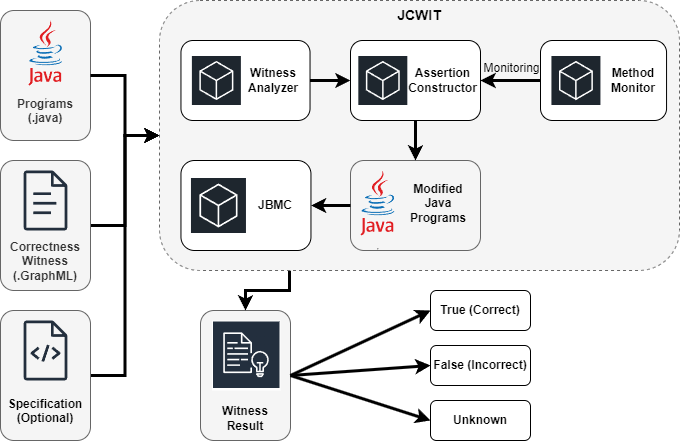 JCWIT
Java
Programs
(.java)
Witness
Analyzer
Assertion
Constructor
Monitoring
Method
Monitor
Correctness
Witness
(.GraphML)
JBMC
Java
Modified
Java
Programs
Specification
(Optional)
Witness
Result
True (Correct)
False (Incorrect)
Unknown